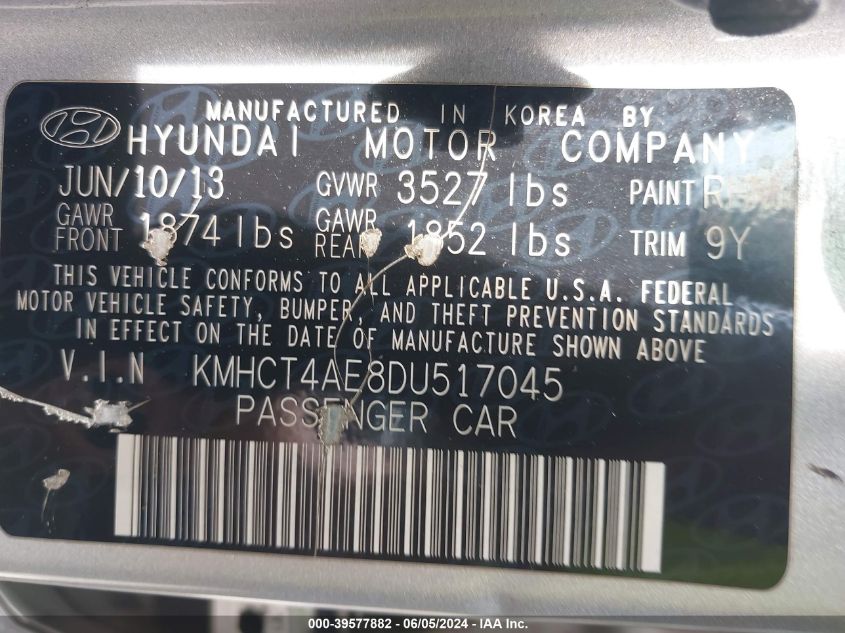 MANUFACTURED IN KOREA BY
HYUNDAI MOTOR COMPANY
JUN/10/13 GVWR 3527 lbs PAINT
GAWR FRONT 1874 lbs GAWR REAR 1852 lbs TRIM 9Y
THIS VEHICLE CONFORMS TO ALL APPLICABLE U.S.A. FEDERAL
MOTOR VEHICLE SAFETY, BUMPER, AND THEFT PREVENTION STANDARDS
IN EFFECT ON THE DATE OF MANUFACTURE SHOWN ABOVE
V.I.N KMHCT4AE8DU517045
PASSENGER CAR
000-39577882 - 06/05/2024 - IAA Inc.